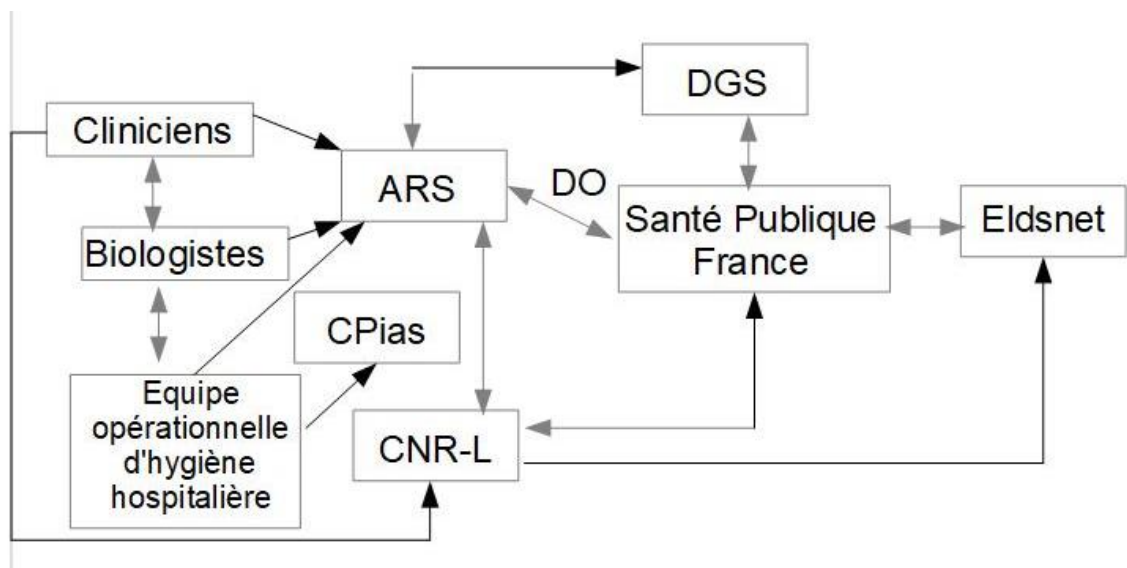 DGS
Cliniciens
ARS
DO
Santé Publique
France
Eldsnet
Biologistes
CPias
Equipe
opérationnelle
d'hygiène
hospitalière
CNR-L